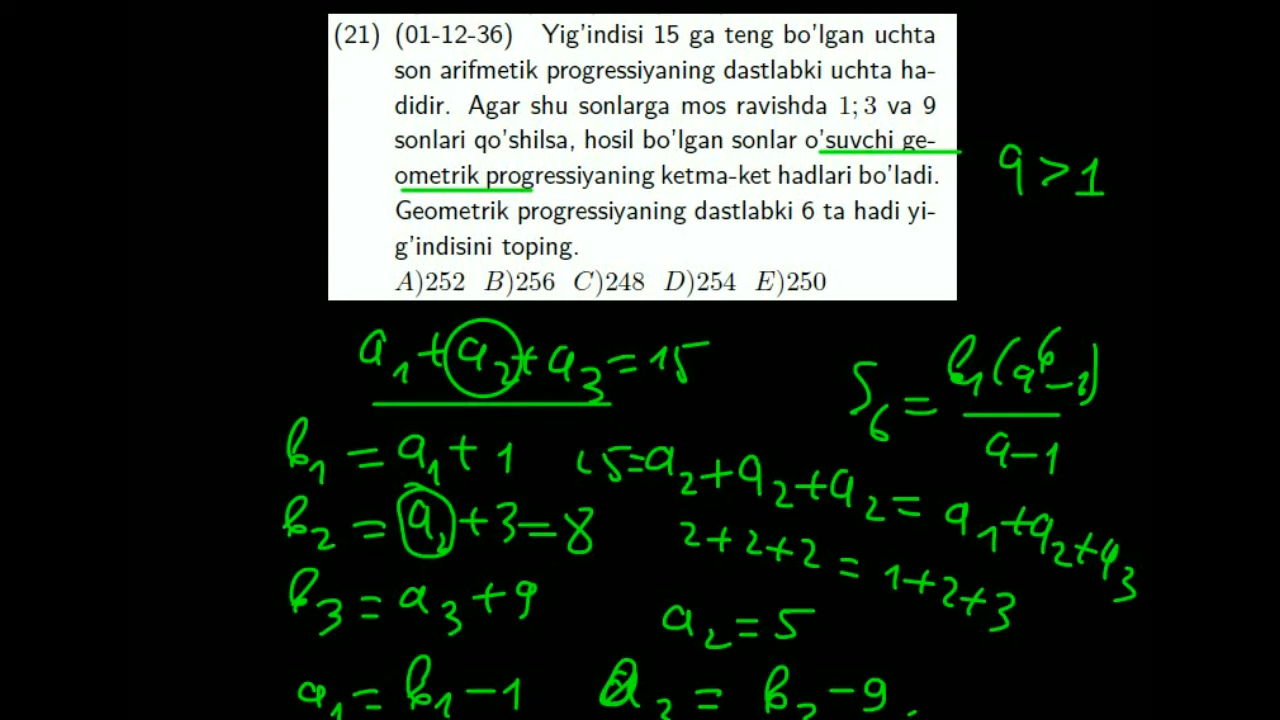 (21) (01-12-36) Yig'indisi 15 ga teng bo'lgan uchta
son arifmetik progressiyaning dastlabki uchta ha-
didir. Agar shu sonlarga mos ravishda 1; 3 va 9
sonlari qo'shilsa, hosil bo'lgan sonlar o'suvchi ge-
ometrik progressiyaning ketma-ket hadlari bo'ladi.
Geometrik progressiyaning dastlabki 6 ta hadi yi-
g'indisini toping.
A)252 B)256 C)248 D)254 E)250
q > 1
a₁ + a₂ + a₃ = 15
S₆ = b₁(q⁶-1) / q-1
b₁ = a₁ + 1
15 = a₂ + a₂ + a₂ = a₁ + a₂ + a₃
b₂ = a₂ + 3 = 8
2 + 2 + 2 = 1 + 2 + 3
b₃ = a₃ + 9
a₂ = 5
a₁ = b₁ - 1
a₃ = b₃ - 9